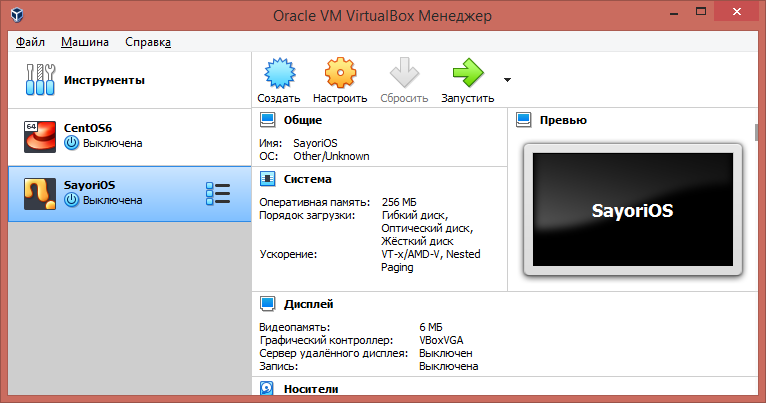 Oracle VM VirtualBox Менеджер
Файл Машина Справка
Инструменты
64
CentOS6
Выключена
SayoriOS
Выключена
Создать Настроить Сбросить Запустить
Общие
Имя: SayoriOS
ОС: Other/Unknown
Система
Оперативная память: 256 МБ
Порядок загрузки: Гибкий диск,
Оптический диск,
Жёсткий диск
Ускорение: VT-x/AMD-V, Nested
Paging
Превью
SayoriOS
Дисплей
Видеопамять: 6 МБ
Графический контроллер: VBoxVGA
Сервер удалённого дисплея: Выключен
Запись: Выключена
Носители